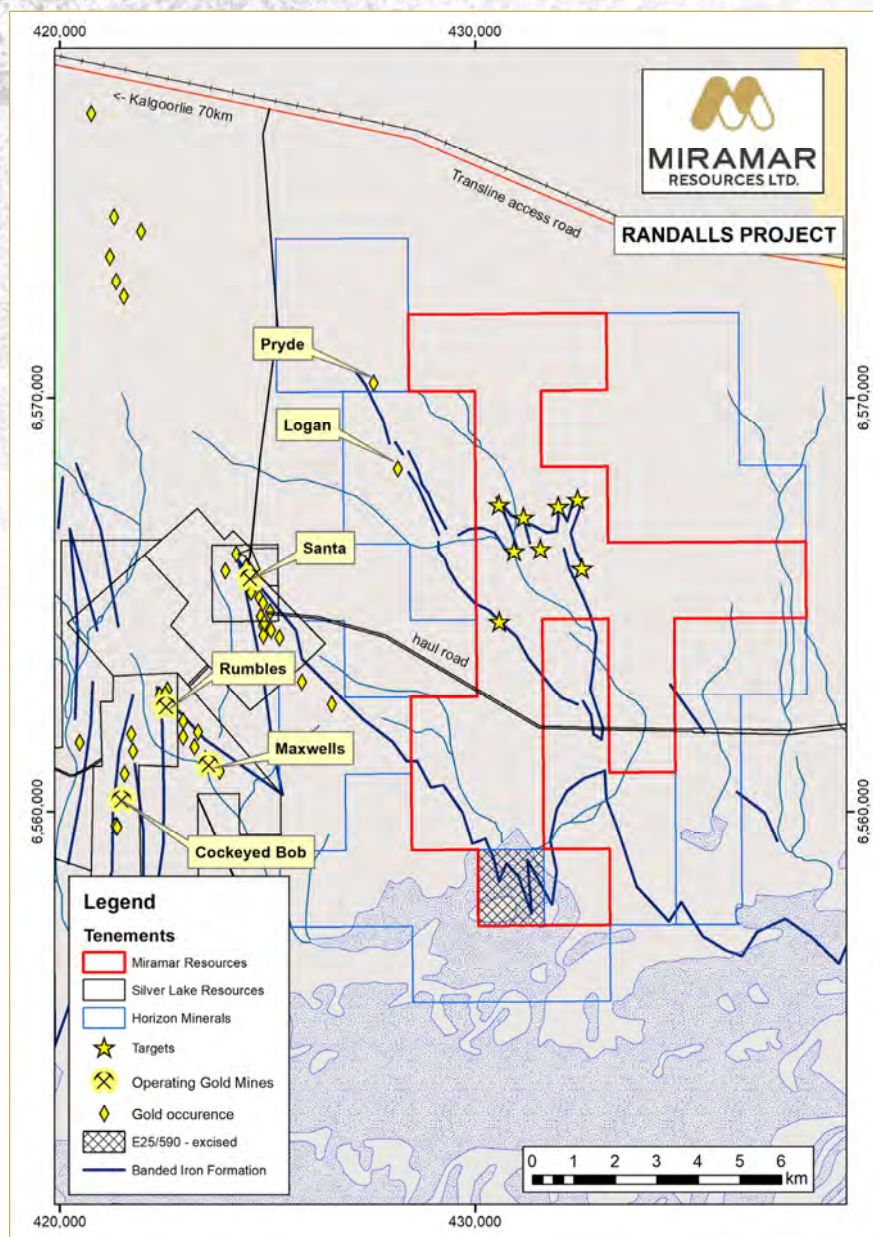 420,000
430,000
<- Kalgoorlie 70km
Transline access road
MIRAMAR
RESOURCES LTD.
RANDALLS PROJECT
Pryde
6,570,000
6,570,000
Logan
Santa
haul road
Rumbles
Maxwells
6,560,000
6,560,000
Cockeyed Bob
Legend
Tenements
Miramar Resources
Silver Lake Resources
Horizon Minerals
Targets
Operating Gold Mines
Gold occurence
E25/590 - excised
Banded Iron Formation
0 1 2 3 4 5 6
km
420,000
430,000